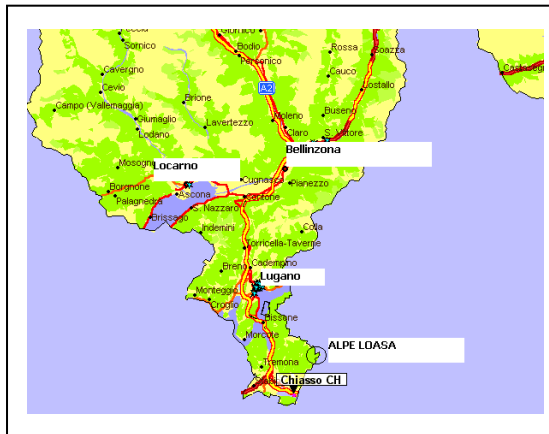 Giornico
Sornico
Bodio
Personico
Rossa
Soazza
Cavergno
Cauco
Castasegna
Cevio
A2
Costallo
Campo (Vallemaggia)
Brione
Giumaglio
Moleno
Buseno
Lodano
Lavertezzo
Claro
S. Vittore
Bellinzona
Mosogno
Locarno
Cugnasco
Pianezzo
Borgnone
Ascona
Palagnedra
S. Nazzaro
Brissago
Indemini
Colla
Torricella-Taverne
Breno
Cadempino
Lugano
Monteggio
Croglio
Bissone
Morcote
ALPE LOASA
Tremona
Chiasso CH